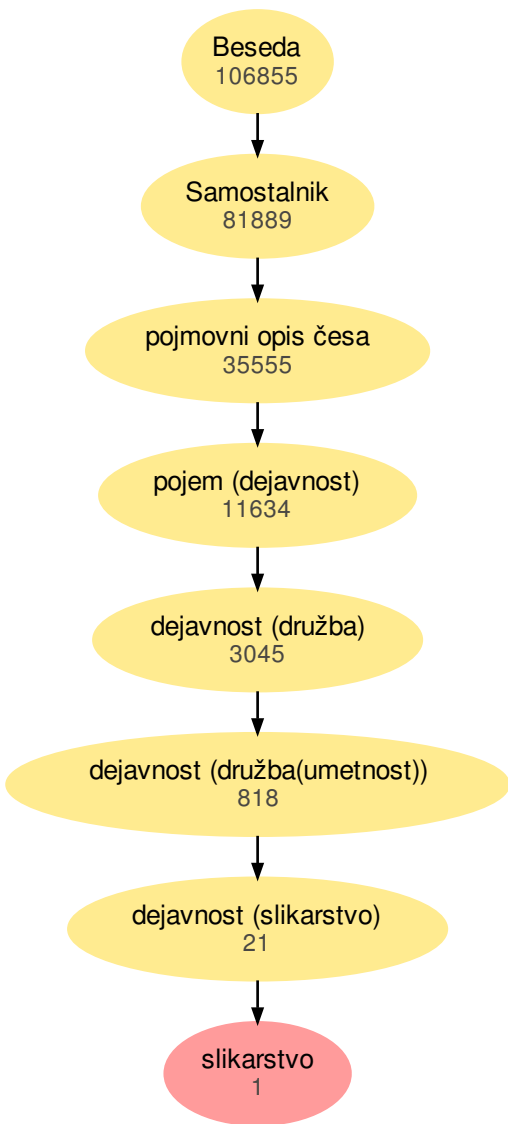 Beseda
106855
Samostalnik
81889
pojmovni opis česa
35555
pojem (dejavnost)
11634
dejavnost (družba)
3045
dejavnost (družba(umetnost))
818
dejavnost (slikarstvo)
21
slikarstvo
1